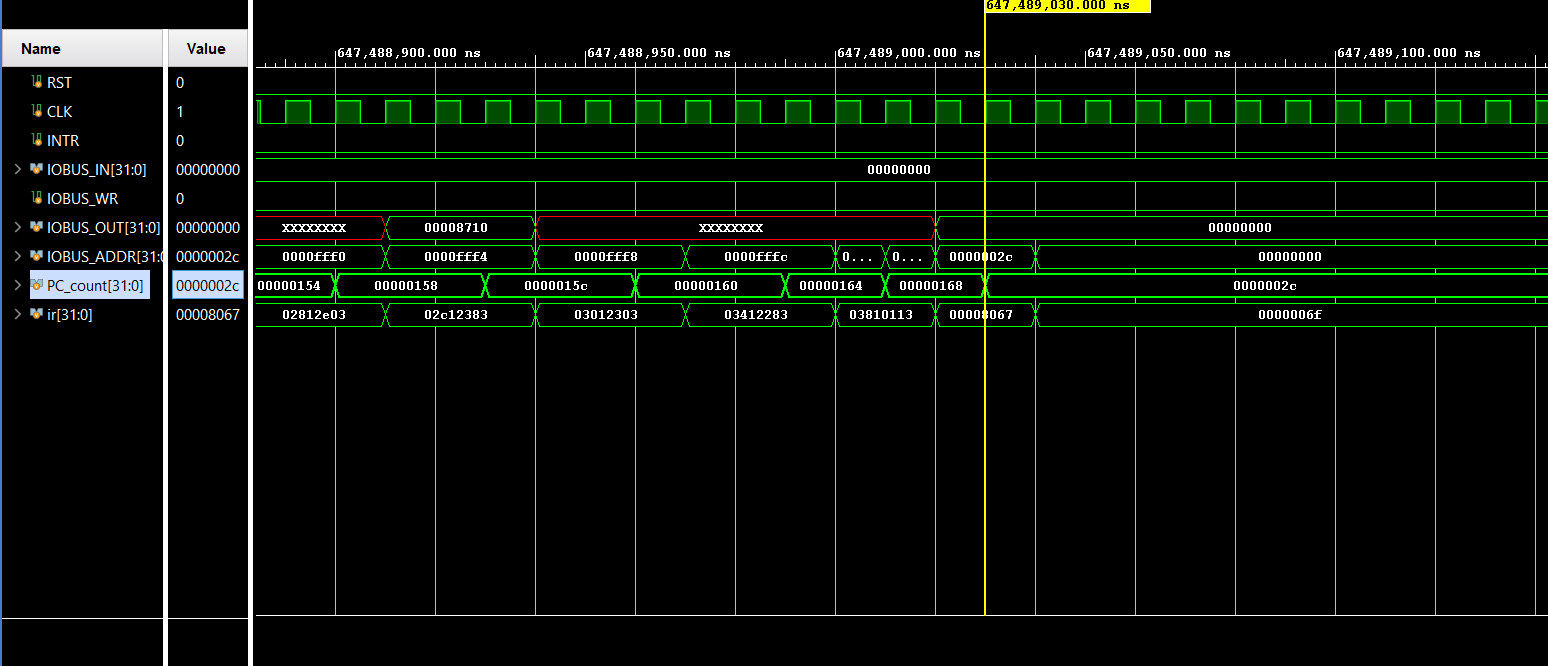 647,489,030.000 ns
Name Value
647,488,900.000 ns 647,488,950.000 ns 647,489,000.000 ns 647,489,050.000 ns 647,489,100.000 ns
RST 0
CLK 1
INTR 0
IOBUS_IN[31:0] 00000000 00000000
IOBUS_WR 0
IOBUS_OUT[31:0] 00000000 XXXXXXXX 00008710 XXXXXXXX 00000000
IOBUS_ADDR[31:0 0000002c 0000fff0 0000fff4 0000fff8 0000fffc 0... 0... 0000002c 00000000
PC_count[31:0] 0000002c 00000154 00000158 0000015c 00000160 00000164 00000168 0000002c
ir[31:0] 00008067 02812e03 02c12383 03012303 03412283 03810113 00008067 0000006f